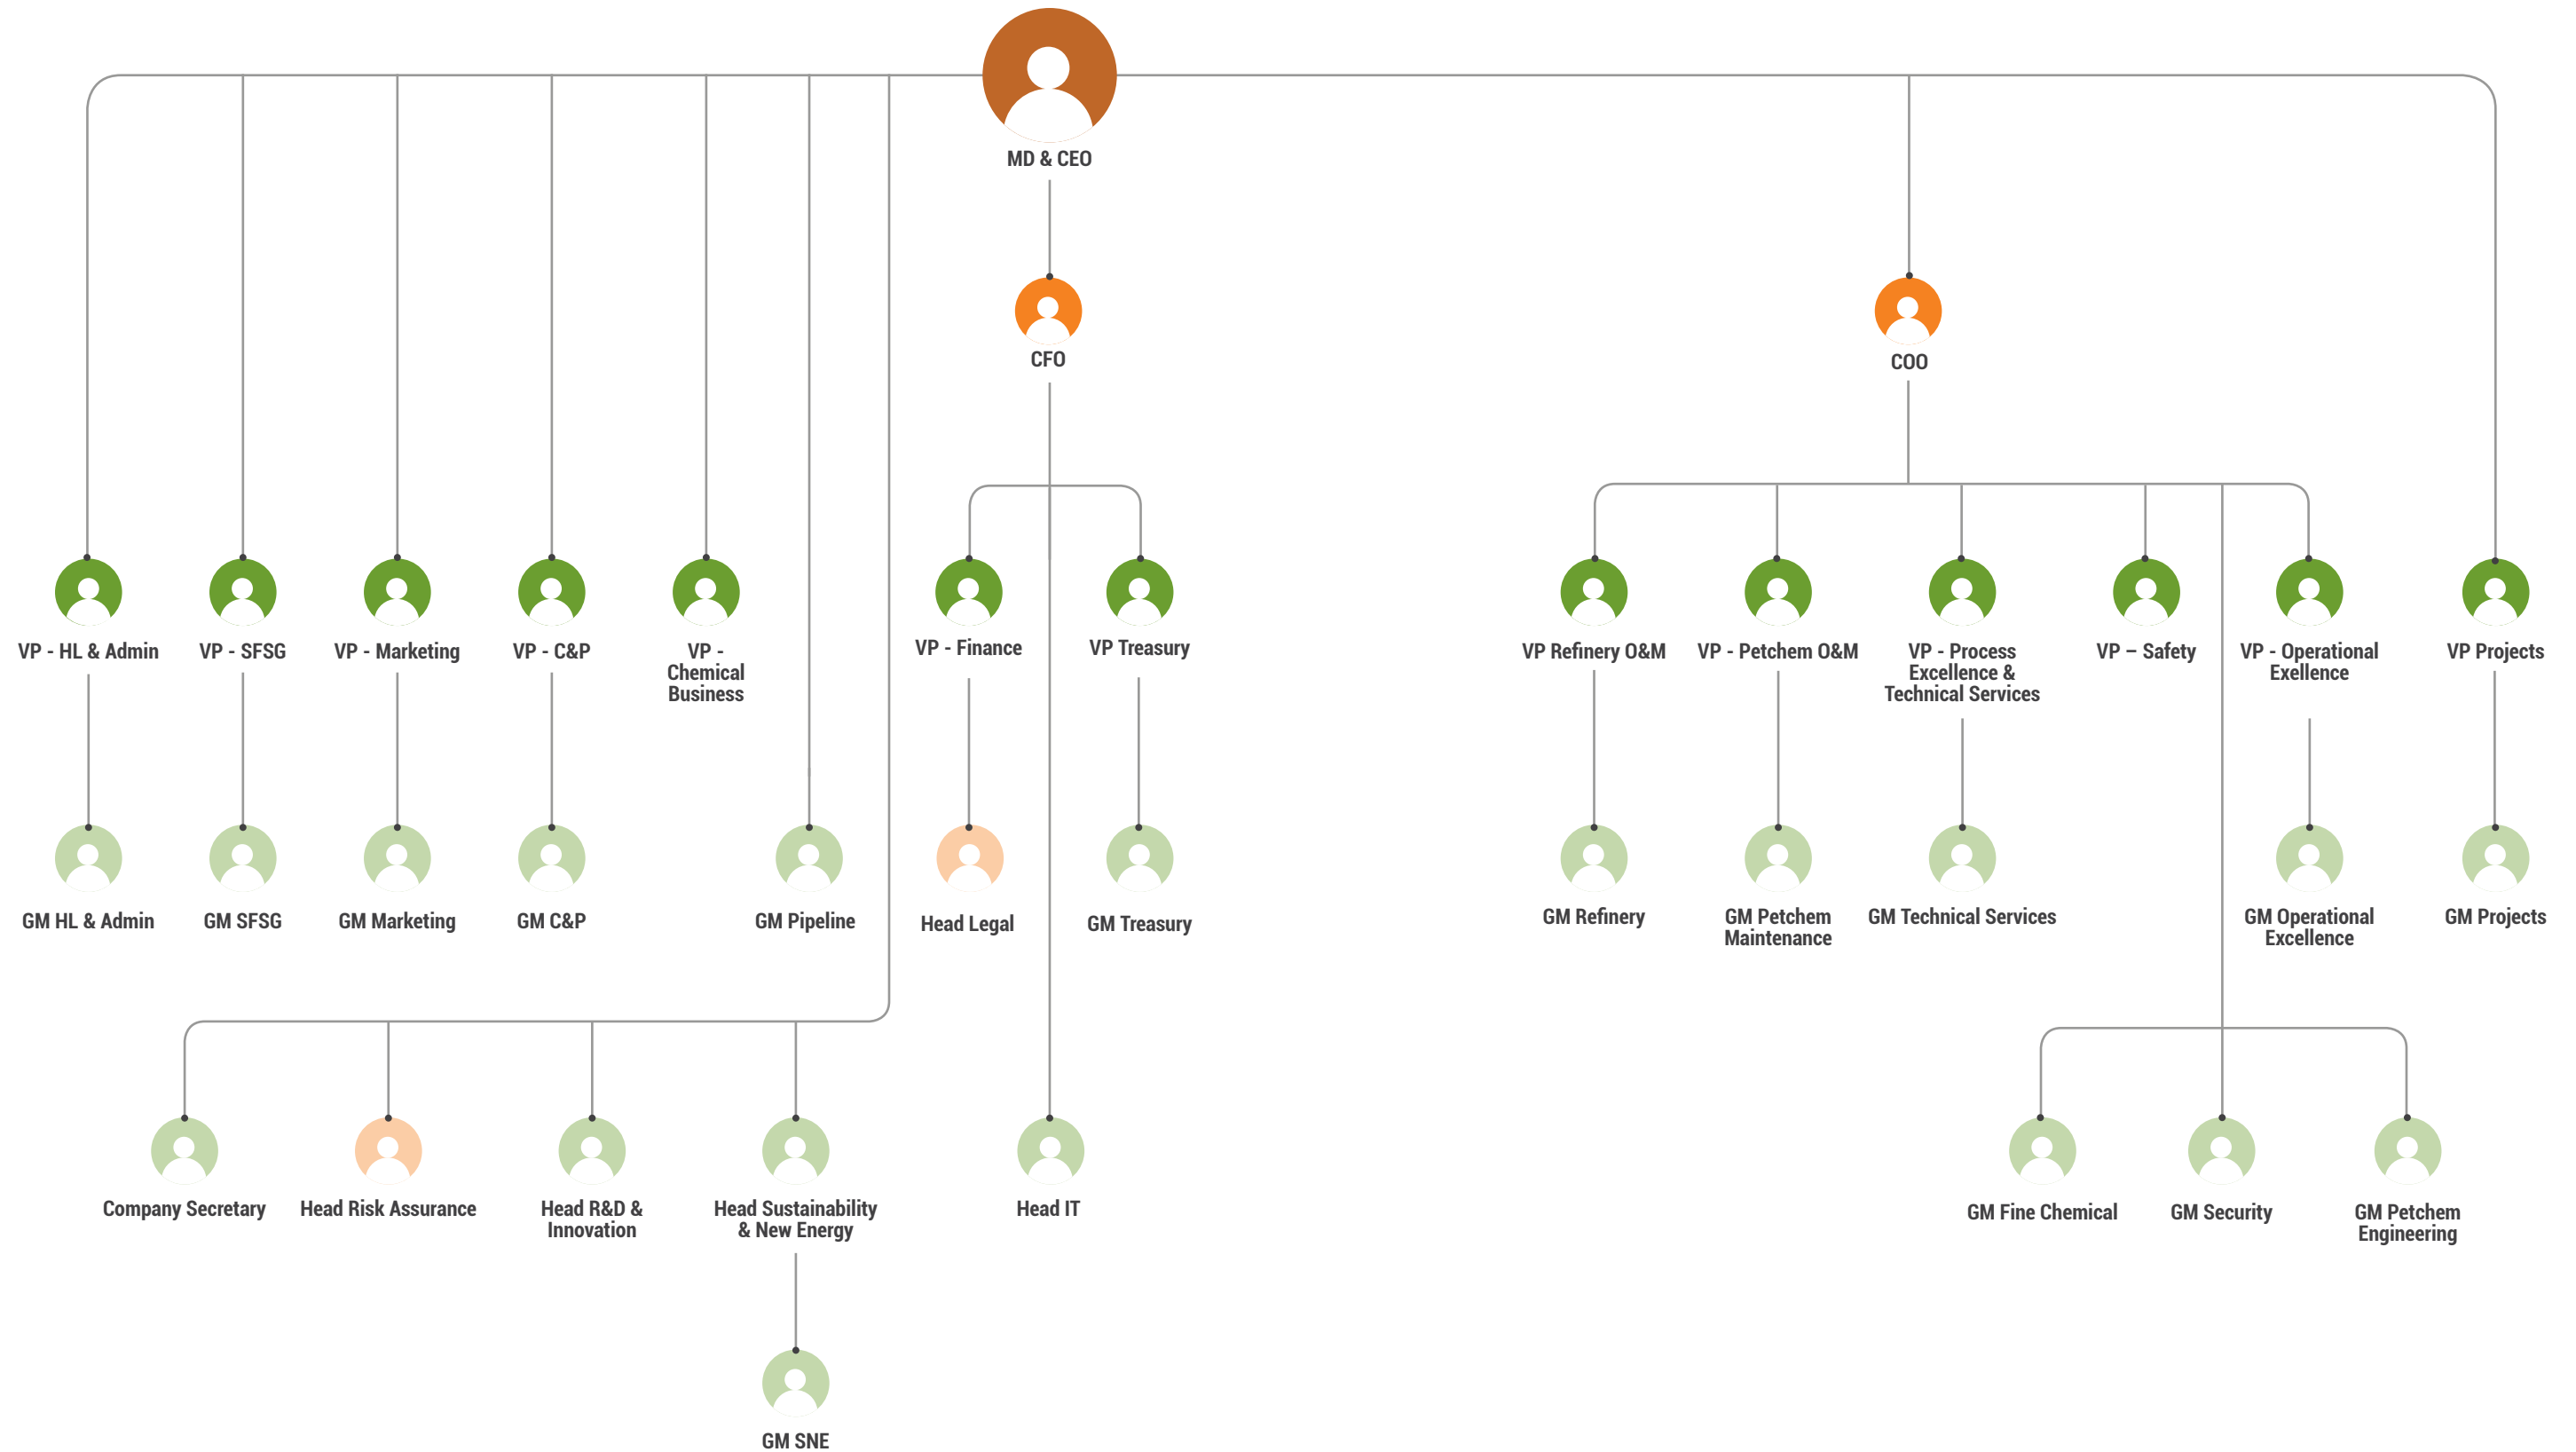 MD & CEO
CFO
COO
VP - HL & Admin
VP - SFSG
VP - Marketing
VP - C&P
VP -
Chemical
Business
VP - Finance
VP Treasury
VP Refinery O&M
VP - Petchem O&M
VP - Process
Excellence &
Technical Services
VP – Safety
VP - Operational
Exellence
VP Projects
GM HL & Admin
GM SFSG
GM Marketing
GM C&P
GM Pipeline
Head Legal
GM Treasury
GM Refinery
GM Petchem
Maintenance
GM Technical Services
GM Operational
Excellence
GM Projects
Company Secretary
Head Risk Assurance
Head R&D &
Innovation
Head Sustainability
& New Energy
Head IT
GM Fine Chemical
GM Security
GM Petchem
Engineering
GM SNE